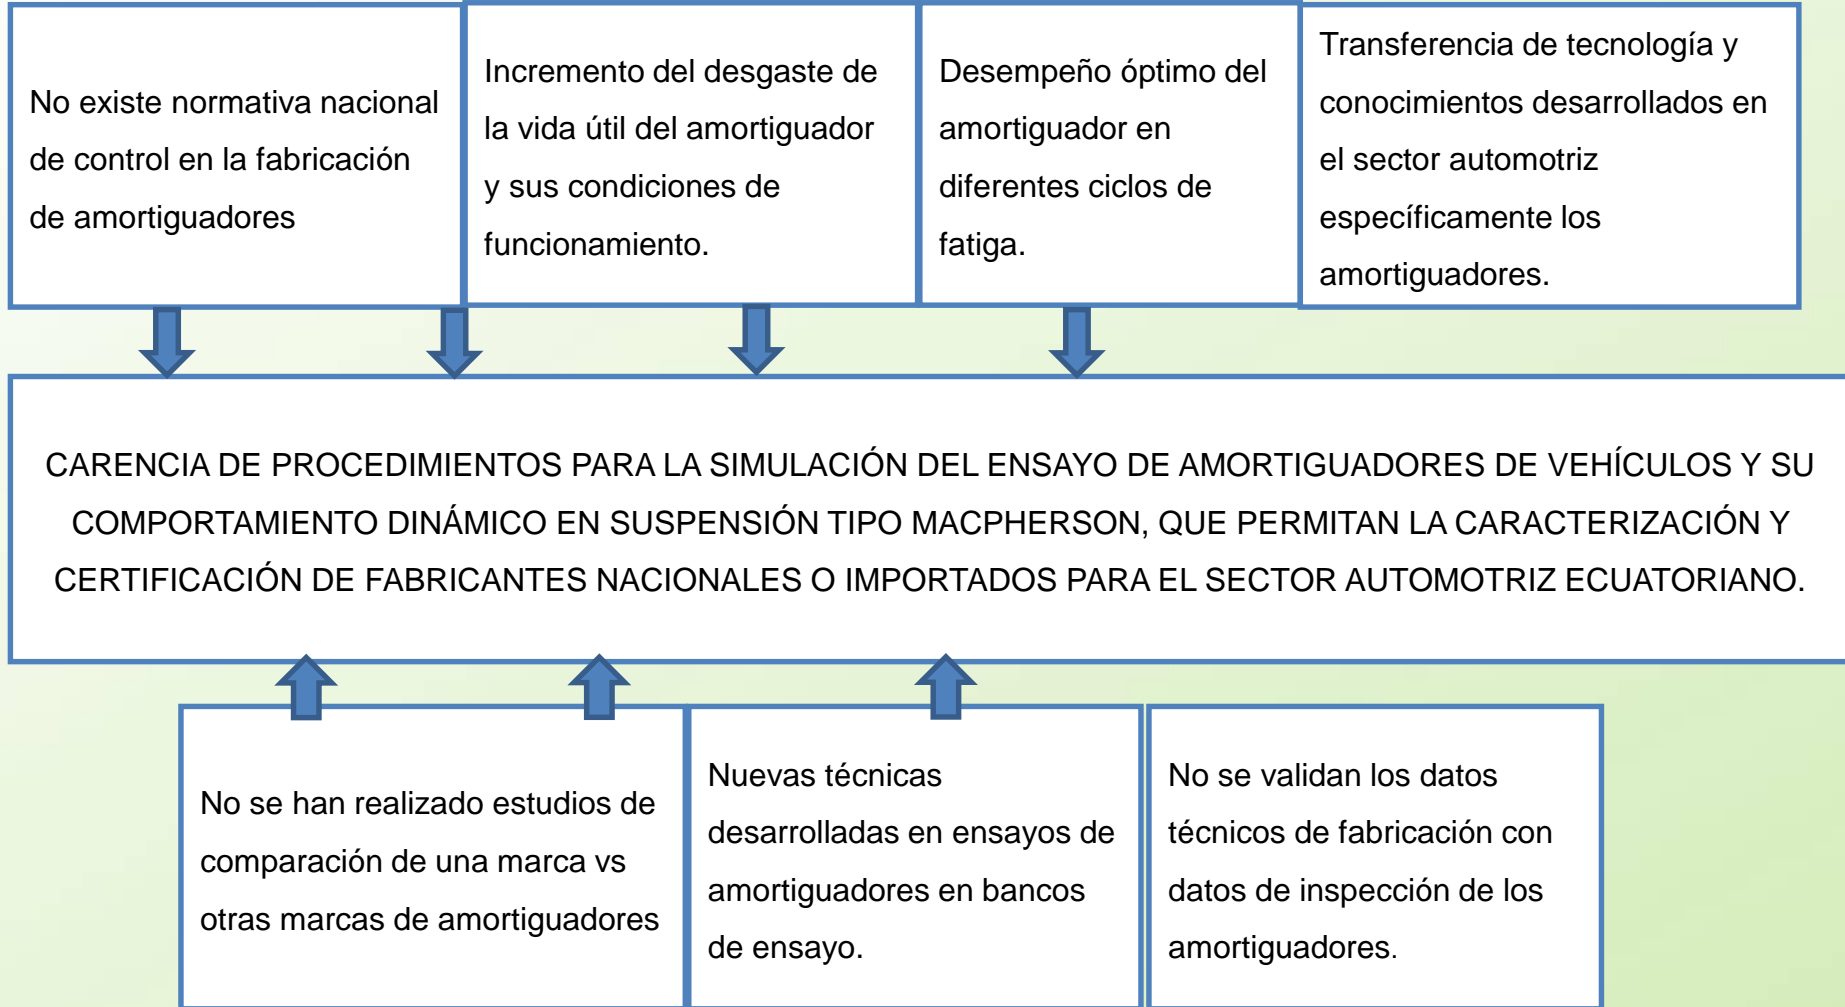 No existe normativa nacional
de control en la fabricación
de amortiguadores
Incremento del desgaste de
la vida útil del amortiguador
y sus condiciones de
funcionamiento.
Desempeño óptimo del
amortiguador en
diferentes ciclos de
fatiga.
Transferencia de tecnología y
conocimientos desarrollados en
el sector automotriz
específicamente los
amortiguadores.
CARENCIA DE PROCEDIMIENTOS PARA LA SIMULACIÓN DEL ENSAYO DE AMORTIGUADORES DE VEHÍCULOS Y SU
COMPORTAMIENTO DINÁMICO EN SUSPENSIÓN TIPO MACPHERSON, QUE PERMITAN LA CARACTERIZACIÓN Y
CERTIFICACIÓN DE FABRICANTES NACIONALES O IMPORTADOS PARA EL SECTOR AUTOMOTRIZ ECUATORIANO.
No se han realizado estudios de
comparación de una marca vs
otras marcas de amortiguadores
Nuevas técnicas
desarrolladas en ensayos de
amortiguadores en bancos
de ensayo.
No se validan los datos
técnicos de fabricación con
datos de inspección de los
amortiguadores.